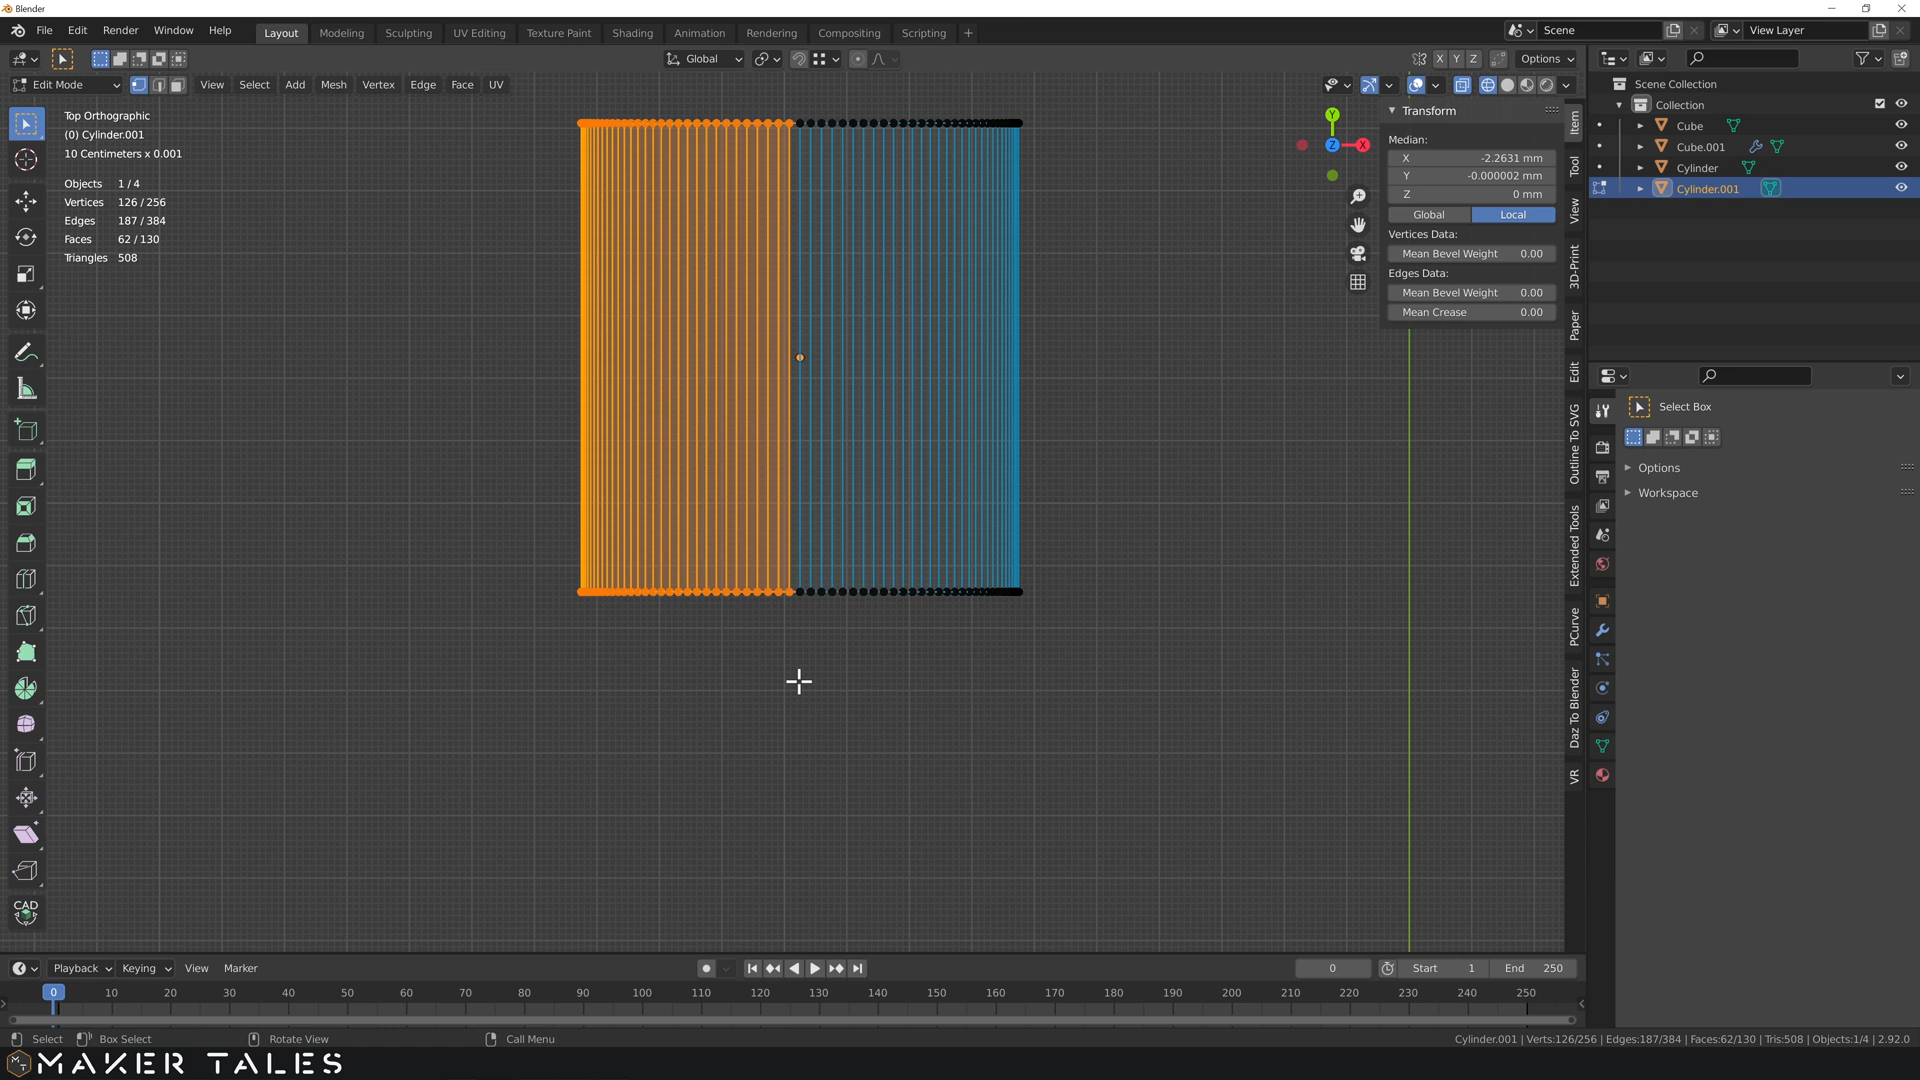 Blender
File Edit Render Window Help
Layout Modeling Sculpting UV Editing Texture Paint Shading Animation Rendering Compositing Scripting +
Scene
View Layer
Global
X Y Z
Options
Edit Mode
View Select Add Mesh Vertex Edge Face UV
Top Orthographic
(0) Cylinder.001
10 Centimeters x 0.001
Objects 1 / 4
Vertices 126 / 256
Edges 187 / 384
Faces 62 / 130
Triangles 508
Y
Z
X
Transform
Median:
X -2.2631 mm
Y -0.000002 mm
Z 0 mm
Global Local
Vertices Data:
Mean Bevel Weight 0.00
Edges Data:
Mean Bevel Weight 0.00
Mean Crease 0.00
Item
Tool
View
3D-Print
Paper
Edit
Outline To SVG
Extended Tools
PCurve
Daz To Blender
VR
Scene Collection
Collection
Cube
Cube.001
Cylinder
Cylinder.001
Select Box
Options
Workspace
CAD
Playback Keying View Marker
0
Start 1
End 250
0 10 20 30 40 50 60 70 80 90 100 110 120 130 140 150 160 170 180 190 200 210 220 230 240 250
Select Box Select Rotate View Call Menu
Cylinder.001 | Verts:126/256 | Edges:187/384 | Faces:62/130 | Tris:508 | Objects:1/4 | 2.92.0
MAKER TALES